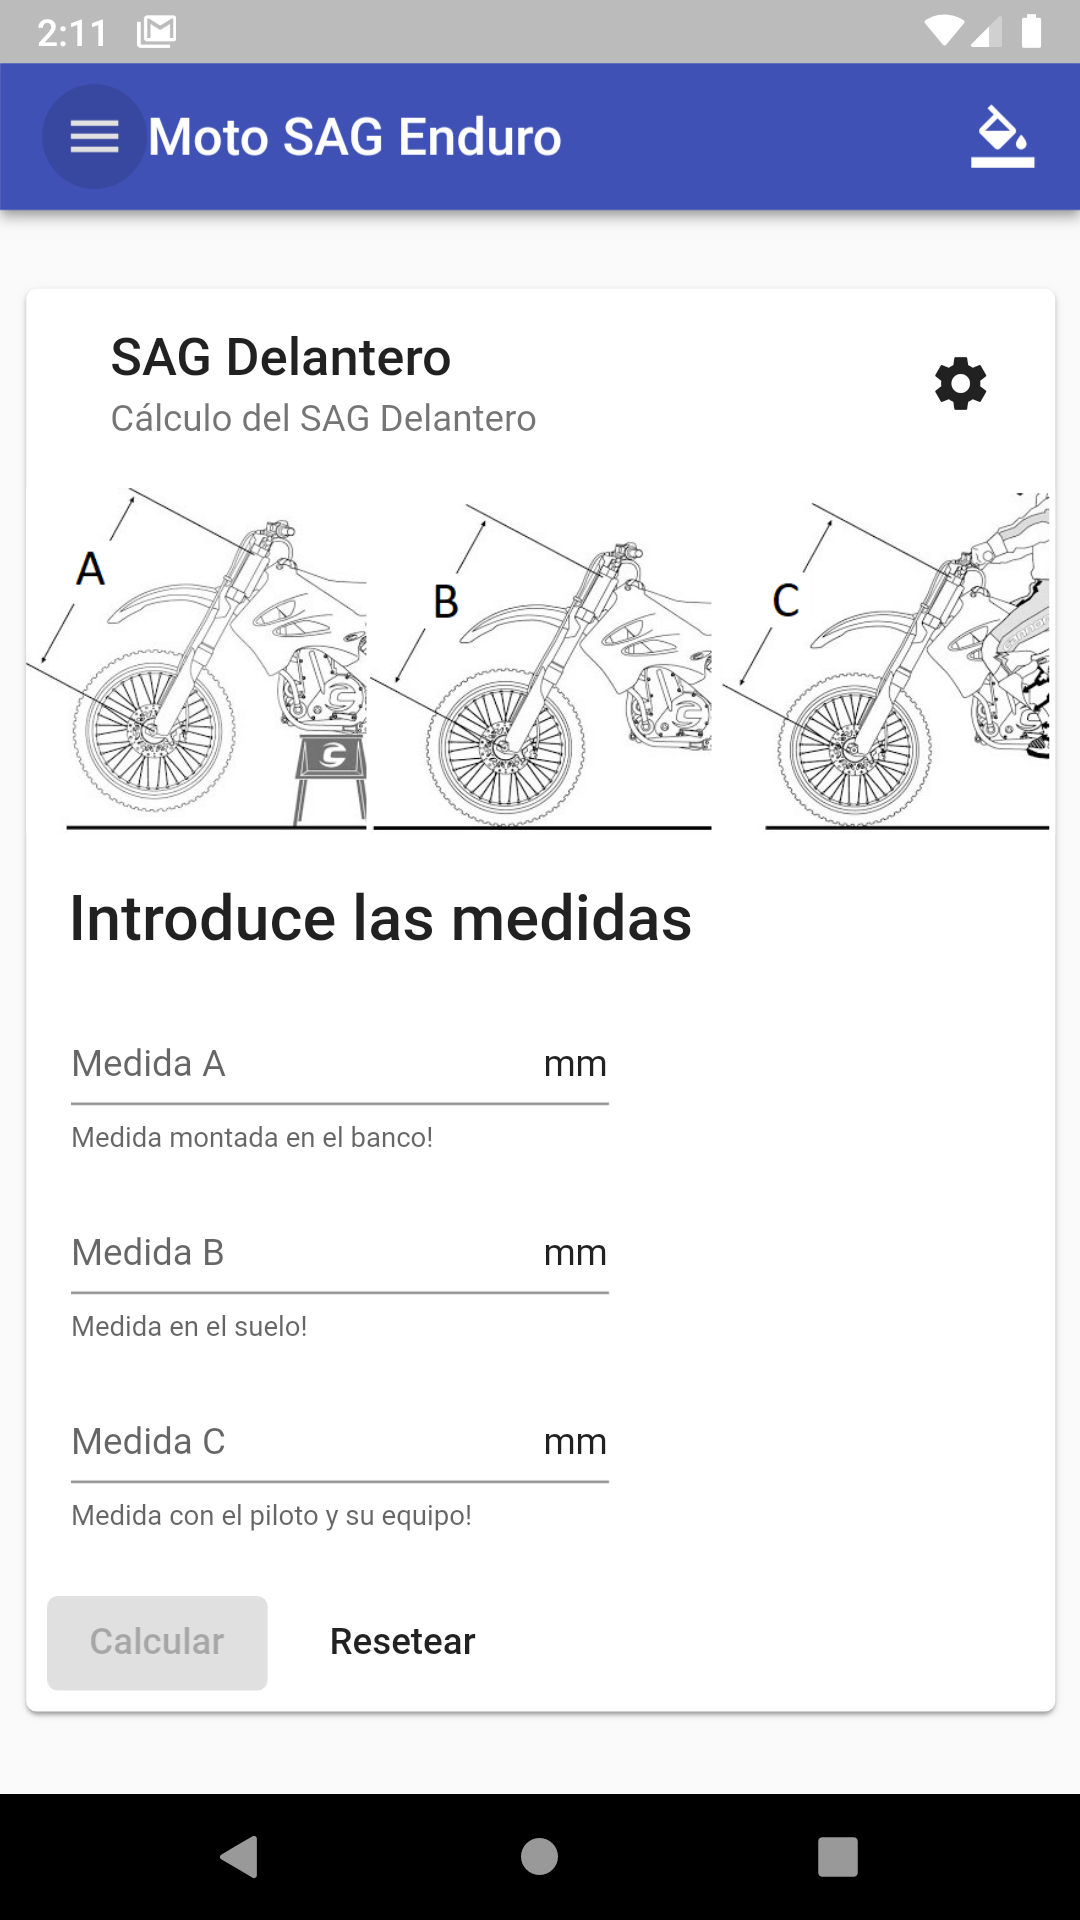 2:11
Moto SAG Enduro
SAG Delantero
Cálculo del SAG Delantero
A
B
C
Introduce las medidas
Medida A mm
Medida montada en el banco!
Medida B mm
Medida en el suelo!
Medida C mm
Medida con el piloto y su equipo!
Calcular Resetear